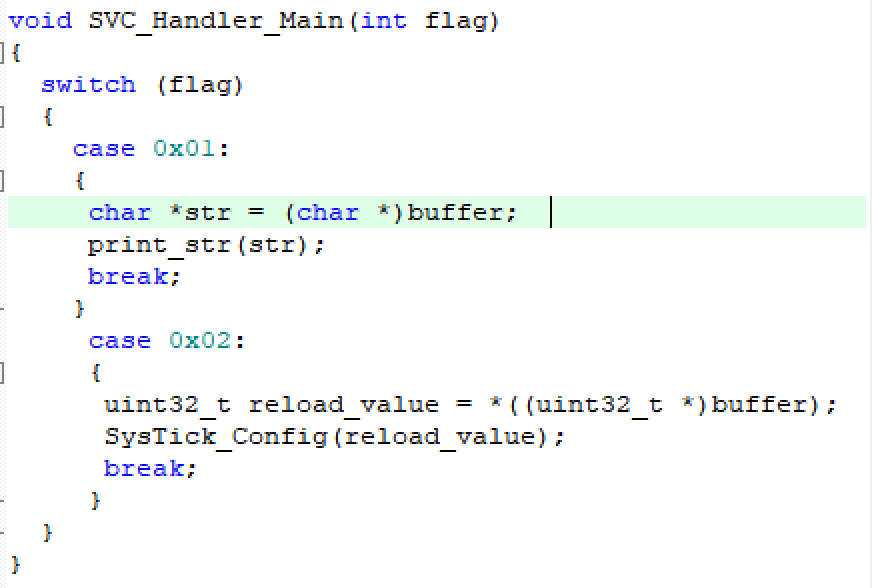 void SVC_Handler_Main(int flag)
{
  switch (flag)
  {
    case 0x01:
    {
     char *str = (char *)buffer;
     print_str(str);
     break;
    }
     case 0x02:
     {
      uint32_t reload_value = *((uint32_t *)buffer);
      SysTick_Config(reload_value);
      break;
     }
  }
}